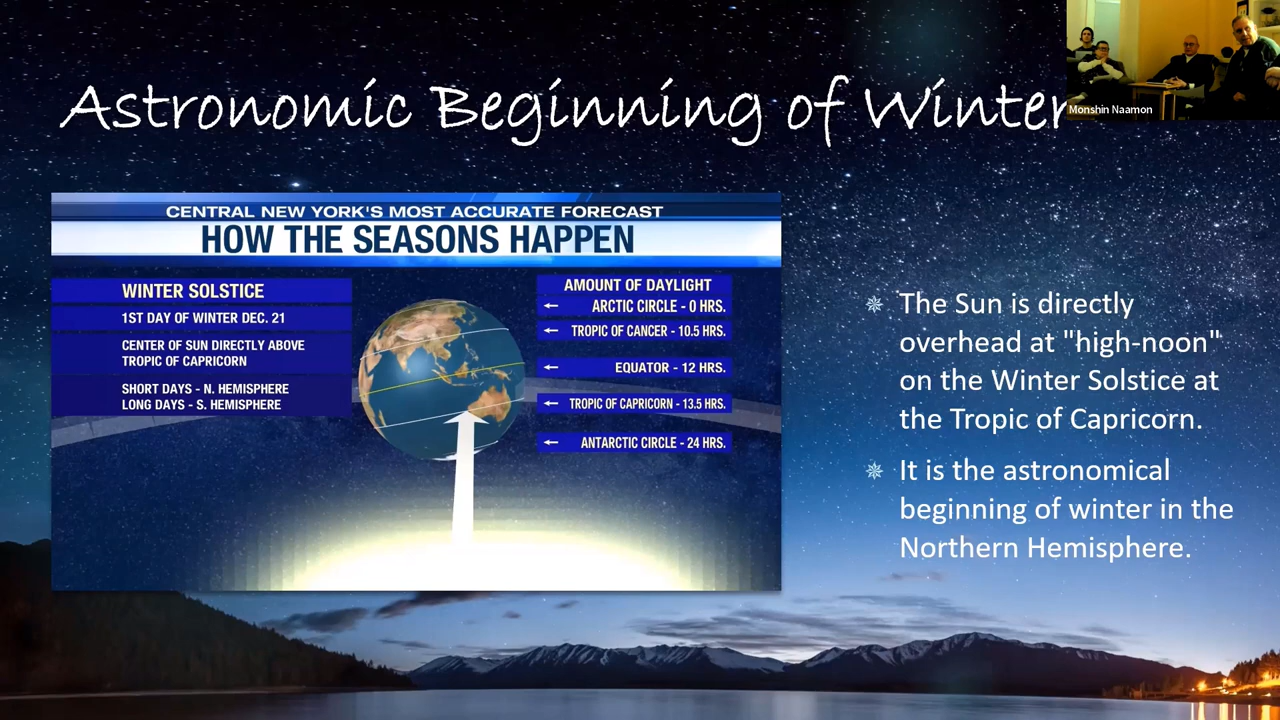 Astronomic Beginning of Winter
Monshin Naamon
CENTRAL NEW YORK'S MOST ACCURATE FORECAST
HOW THE SEASONS HAPPEN
WINTER SOLSTICE
1ST DAY OF WINTER DEC. 21
CENTER OF SUN DIRECTLY ABOVE
TROPIC OF CAPRICORN
SHORT DAYS - N. HEMISPHERE
LONG DAYS - S. HEMISPHERE
AMOUNT OF DAYLIGHT
ARCTIC CIRCLE - 0 HRS.
TROPIC OF CANCER - 10.5 HRS.
EQUATOR - 12 HRS.
TROPIC OF CAPRICORN - 13.5 HRS.
ANTARCTIC CIRCLE - 24 HRS.
The Sun is directly
overhead at "high-noon"
on the Winter Solstice at
the Tropic of Capricorn.
It is the astronomical
beginning of winter in the
Northern Hemisphere.